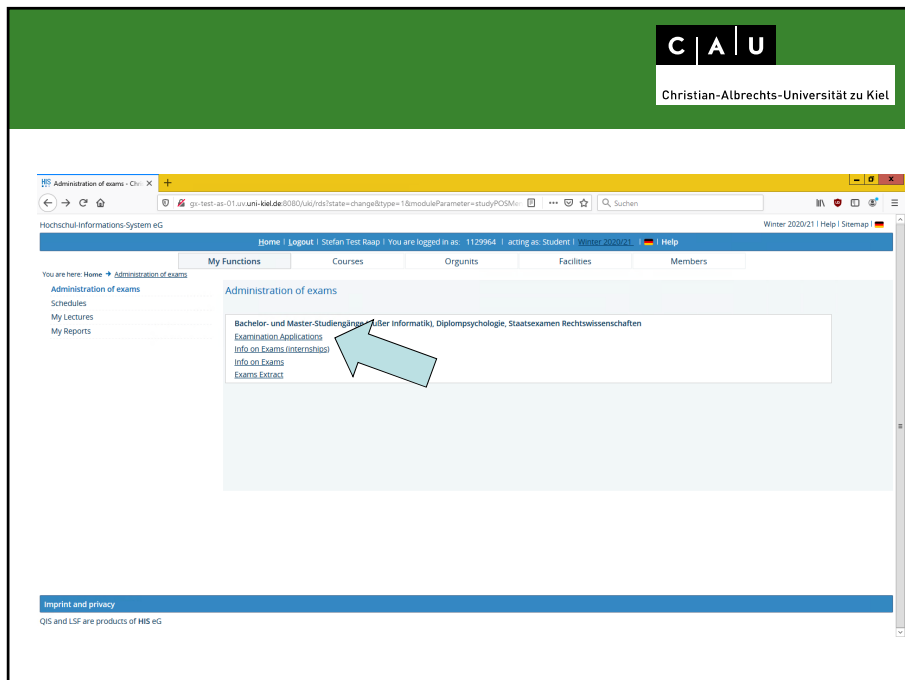 C A U
Christian-Albrechts-Universität zu Kiel
HIS Administration of exams - Chri
gx-test-as-01.uv.uni-kiel.de:8080/uki/rds?state=change&type=1&moduleParameter=studyPOSMe
Suchen
Hochschul-Informations-System eG
Winter 2020/21 | Help | Sitemap |
Home | Logout | Stefan Test Raap | You are logged in as: 1129964 | acting as: Student | Winter 2020/21 | | Help
My Functions Courses Orgunits Facilities Members
You are here: Home Administration of exams
Administration of exams
Schedules
My Lectures
My Reports
Administration of exams
Bachelor- und Master-Studiengänge (außer Informatik), Diplompsychologie, Staatsexamen Rechtswissenschaften
Examination Applications
Info on Exams (internships)
Info on Exams
Exams Extract
Imprint and privacy
QIS and LSF are products of HIS eG